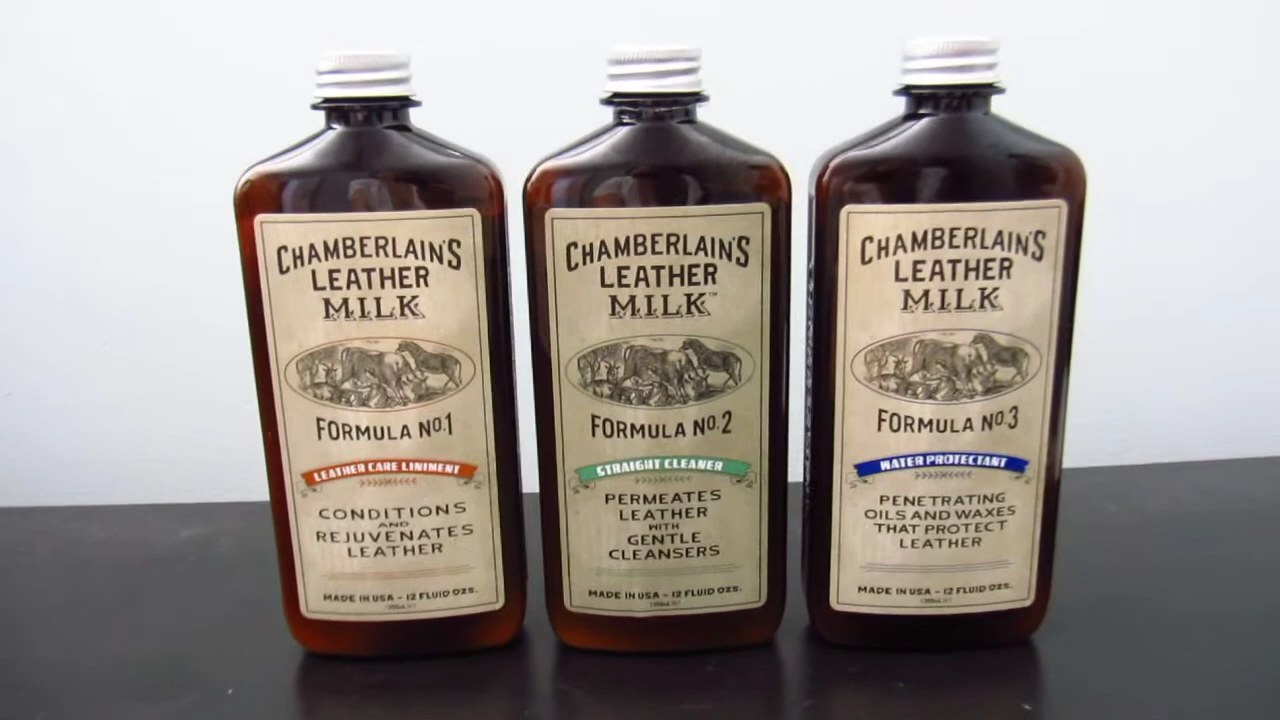 CHAMBERLAIN'S
LEATHER
MILK
FORMULA NO.1
LEATHER CARE LINIMENT
CONDITIONS
AND
REJUVENATES
LEATHER
MADE IN USA - 12 FLUID OZS.
CHAMBERLAIN'S
LEATHER
MILK™
FORMULA NO.2
STRAIGHT CLEANER
PERMEATES
LEATHER
WITH
GENTLE
CLEANSERS
MADE IN USA - 12 FLUID OZS.
CHAMBERLAIN'S
LEATHER
MILK
FORMULA NO.3
WATER PROTECTANT
PENETRATING
OILS AND WAXES
THAT PROTECT
LEATHER
MADE IN USA - 12 FLUID OZS.